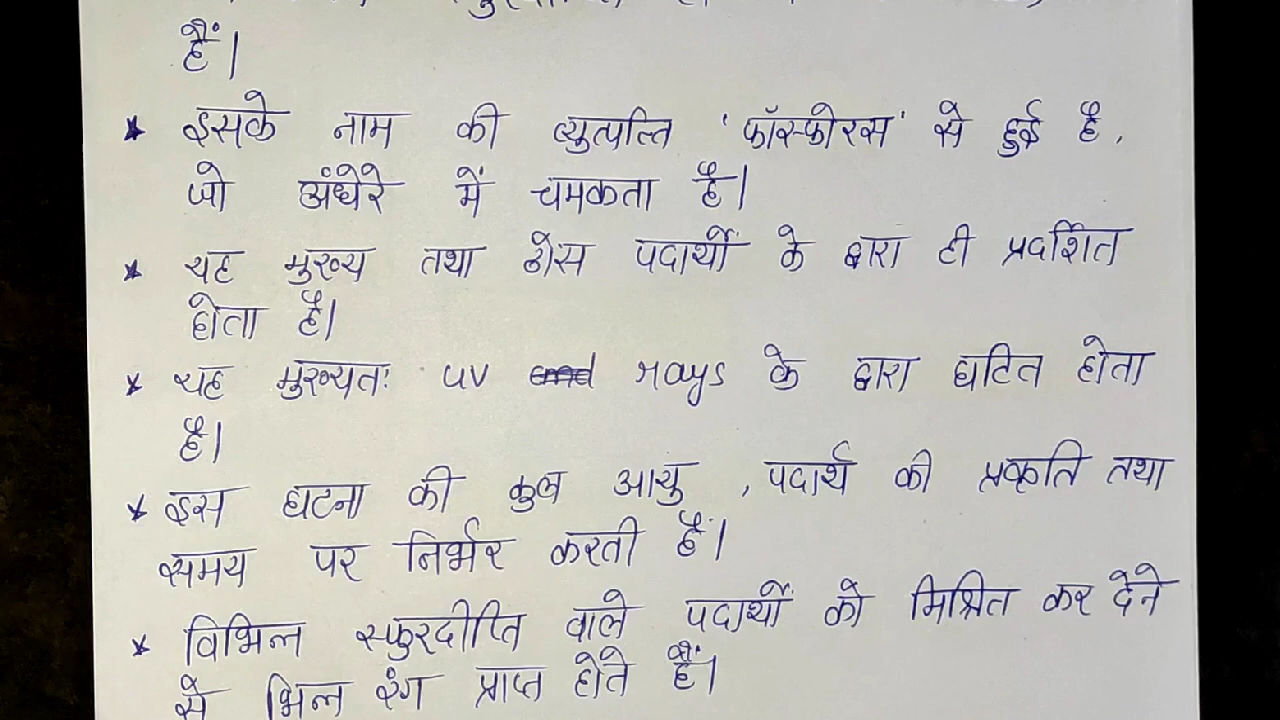 हैं।
* इसके नाम की व्युत्पत्ति 'फॉस्फोरस' से हुई है,
जो अंधेरे में चमकता है।
* यह मुख्य तथा ठोस पदार्थों के द्वारा ही प्रदर्शित
होता है।
* यह मुख्यतः UV rays के द्वारा घटित होता
है।
* इस घटना की कुल आयु, पदार्थ की प्रकृति तथा
समय पर निर्भर करती हैं।
* विभिन्न स्फुरदीप्ति वाले पदार्थों को मिश्रित कर देने
से भिन्न रंग प्राप्त होते हैं।